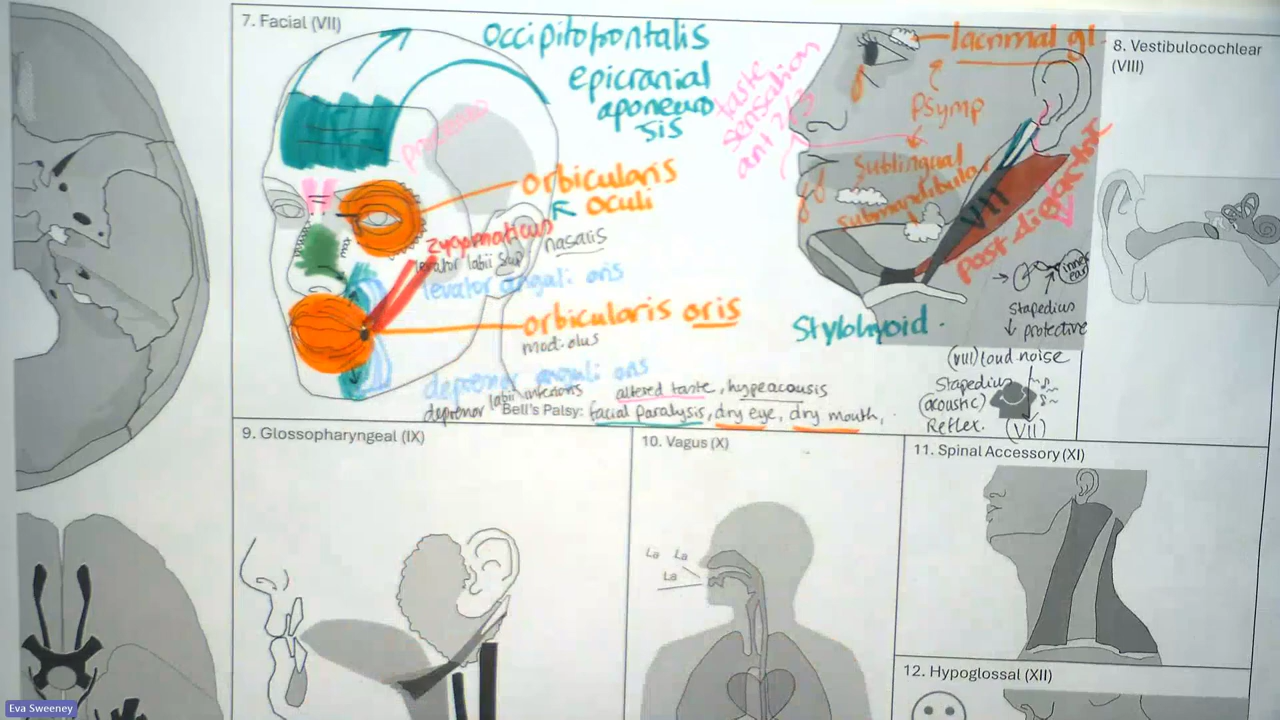 7. Facial (VII)
occipitofrontalis
epicranial
aponeuro
sis
procerus
orbicularis
oculi
zygomaticus
nasalis
levator labii sup
levator anguli oris
orbicularis oris
modiolus
depressor anguli oris
depressor labii inferioris
altered taste, hypeacousis
Bell's Palsy: facial paralysis, dry eye, dry mouth,
taste
sensation
ant 2/3
lacrimal gl
Psymp
Sublingual
submandibular
VII
post digastric
Stylohyoid
inner
ear
Stapedius
↓ protective
(VIII) loud noise
Stapedius
(acoustic)
Reflex.
(VII)
8. Vestibulocochlear
(VIII)
9. Glossopharyngeal (IX)
10. Vagus (X)
La La
La
11. Spinal Accessory (XI)
12. Hypoglossal (XII)
Eva Sweeney